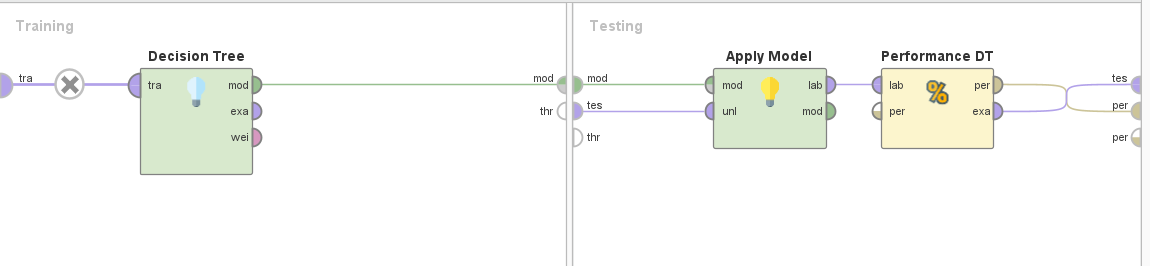 Training
Testing
Decision Tree
Apply Model
Performance DT
tra
tra
mod
mod
mod
mod
lab
lab
per
tes
exa
thr
tes
unl
mod
per
exa
per
wei
thr
per
%